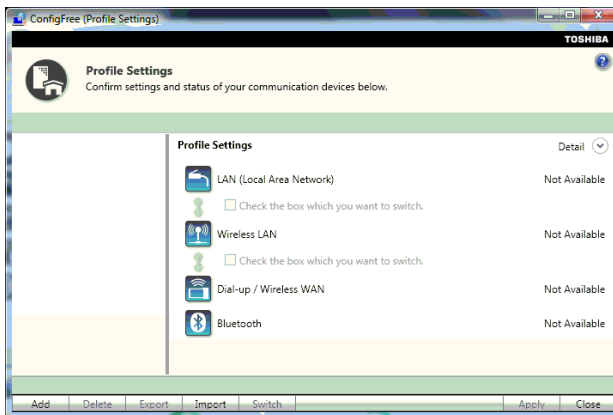 ConfigFree (Profile Settings)
TOSHIBA
Profile Settings
Confirm settings and status of your communication devices below.
Profile Settings Detail
LAN (Local Area Network) Not Available
Check the box which you want to switch.
Wireless LAN Not Available
Check the box which you want to switch.
Dial-up / Wireless WAN Not Available
Bluetooth Not Available
Add Delete Export Import Switch Apply Close